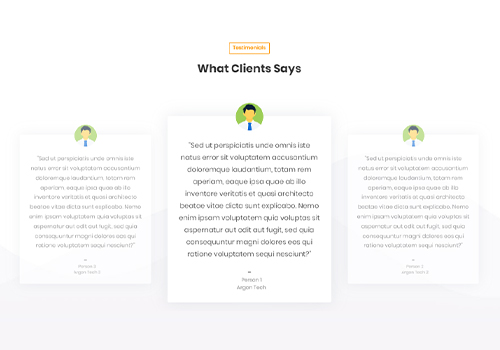 Testimonials
What Clients Says
"Sed ut perspiciatis unde omnis iste
natus error sit voluptatem accusantium
doloremque laudantium, totam rem
aperiam, eaque ipsa quae ab illo
inventore veritatis et quasi architecto
beatae vitae dicta sunt explicabo. Nemo
enim ipsam voluptatem quia voluptas sit
aspernatur aut odit aut fugit, sed quia
consequuntur magni dolores eos qui
ratione voluptatem sequi nesciunt?"
Person 2
Argon Tech 2
"Sed ut perspiciatis unde omnis iste
natus error sit voluptatem accusantium
doloremque laudantium, totam rem
aperiam, eaque ipsa quae ab illo
inventore veritatis et quasi architecto
beatae vitae dicta sunt explicabo. Nemo
enim ipsam voluptatem quia voluptas sit
aspernatur aut odit aut fugit, sed quia
consequuntur magni dolores eos qui
ratione voluptatem sequi nesciunt?"
Person 1
Argon Tech
"Sed ut perspiciatis unde omnis iste
natus error sit voluptatem accusantium
doloremque laudantium, totam rem
aperiam, eaque ipsa quae ab illo
inventore veritatis et quasi architecto
beatae vitae dicta sunt explicabo. Nemo
enim ipsam voluptatem quia voluptas sit
aspernatur aut odit aut fugit, sed quia
consequuntur magni dolores eos qui
ratione voluptatem sequi nesciunt?"